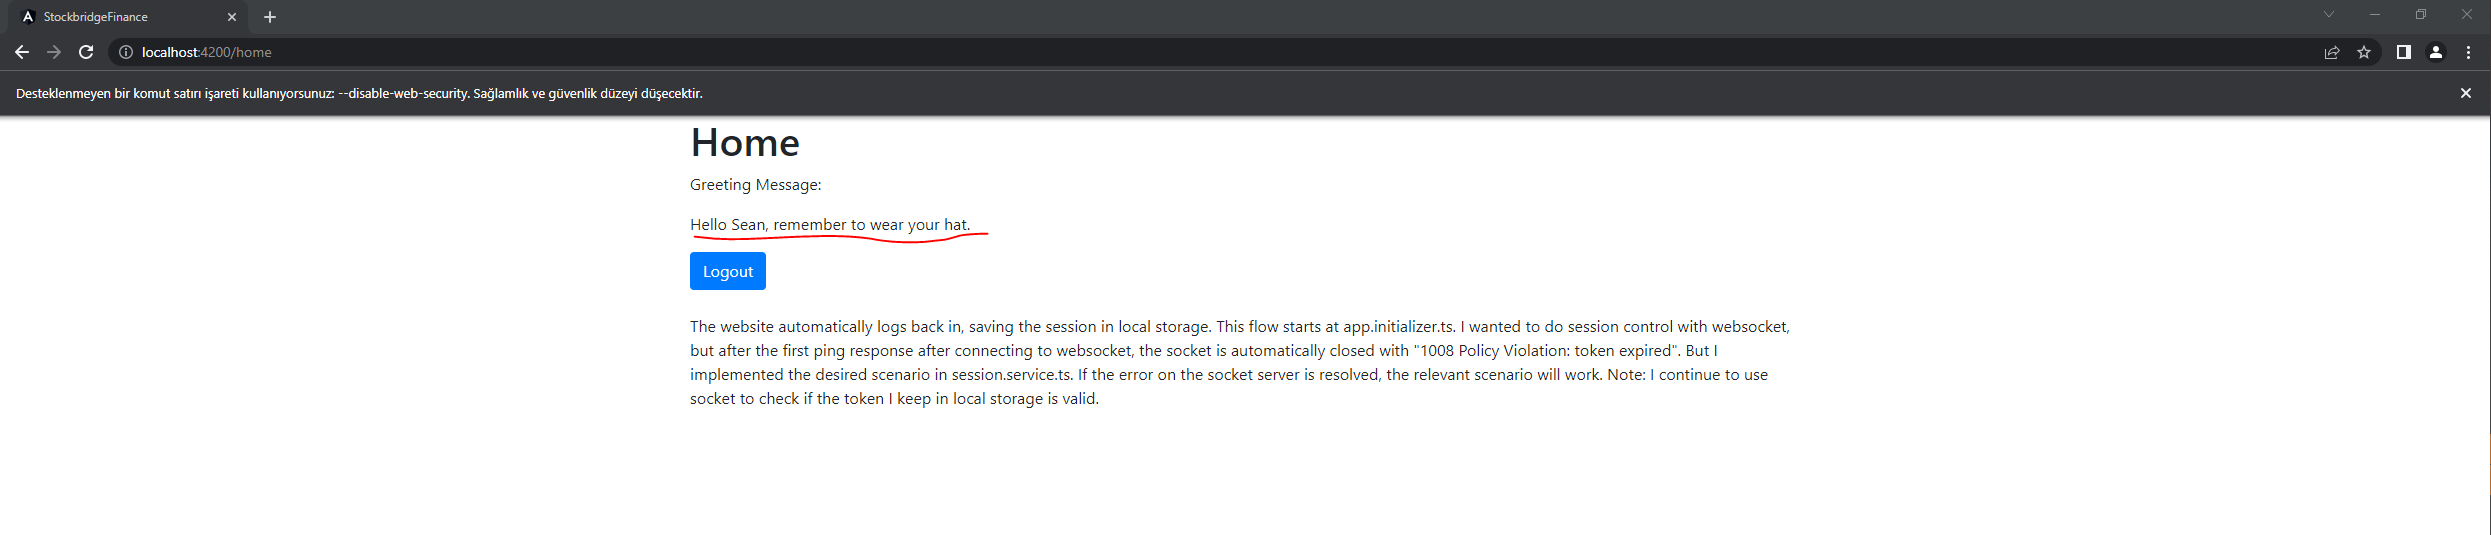 StockbridgeFinance
localhost:4200/home
Desteklenmeyen bir komut satırı işareti kullanıyorsunuz: --disable-web-security. Sağlamlık ve güvenlik düzeyi düşecektir.
Home
Greeting Message:
Hello Sean, remember to wear your hat.
Logout
The website automatically logs back in, saving the session in local storage. This flow starts at app.initializer.ts. I wanted to do session control with websocket,
but after the first ping response after connecting to websocket, the socket is automatically closed with "1008 Policy Violation: token expired". But I
implemented the desired scenario in session.service.ts. If the error on the socket server is resolved, the relevant scenario will work. Note: I continue to use
socket to check if the token I keep in local storage is valid.